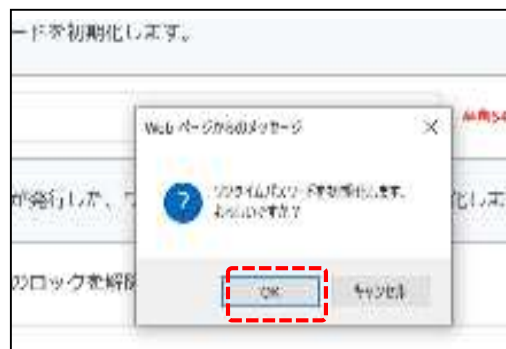 ードを初期化します。
Web ページからのメッセージ
ワンタイムパスワードを初期化します。
よろしいですか?
が発行した、ワ
化しま
のロックを解除
OK
キャンセル